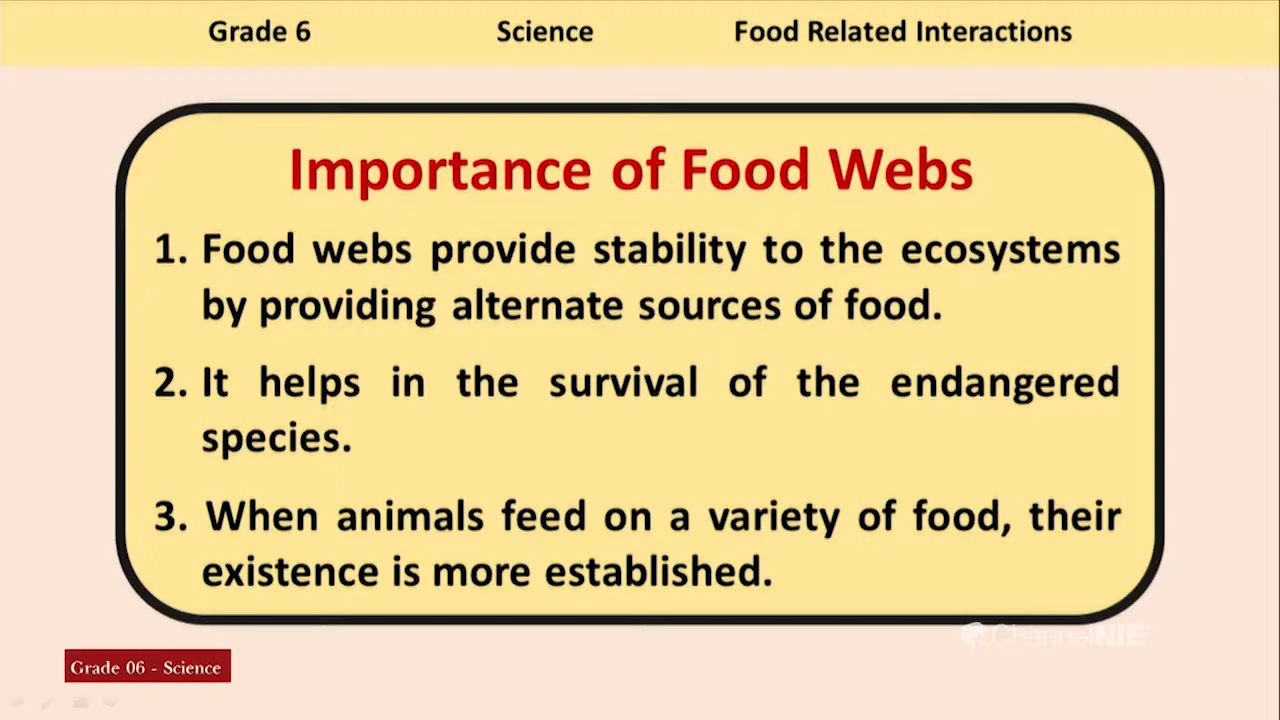 Grade 6 Science Food Related Interactions
Importance of Food Webs
1. Food webs provide stability to the ecosystems
by providing alternate sources of food.
2. It helps in the survival of the endangered
species.
3. When animals feed on a variety of food, their
existence is more established.
Channel NIE
Grade 06 - Science